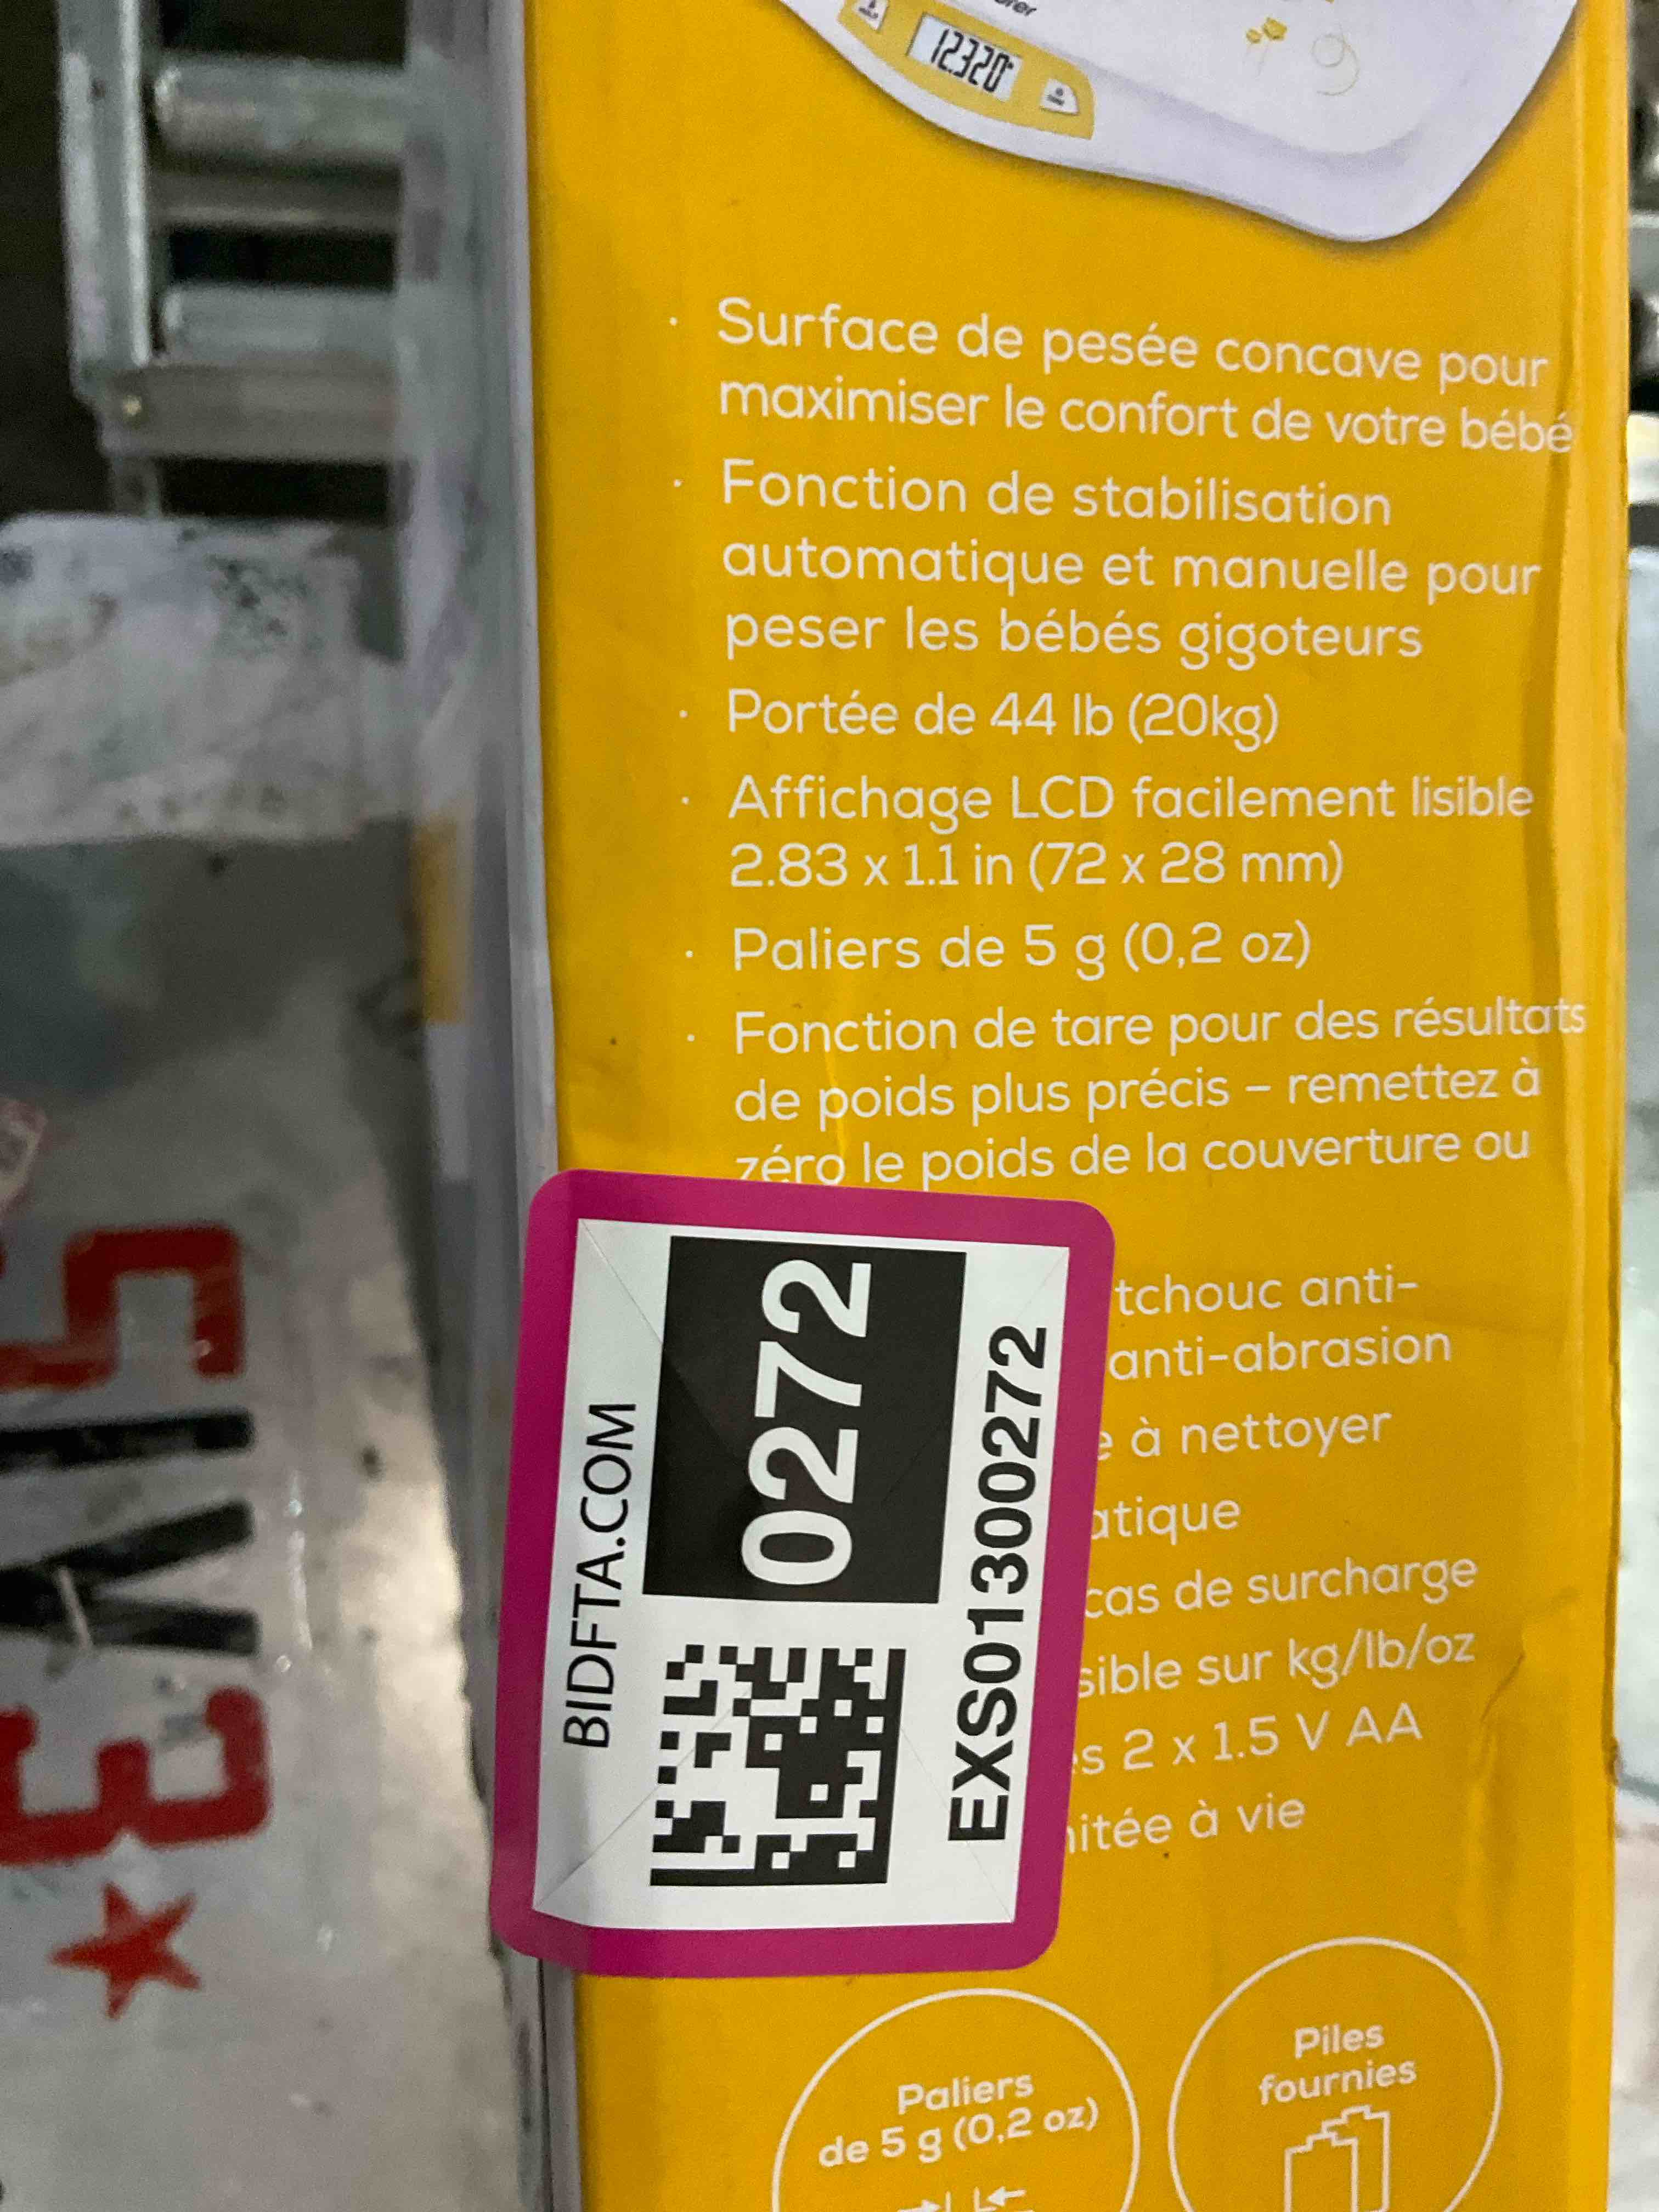 12.320
· Surface de pesée concave pour
maximiser le confort de votre bébé
· Fonction de stabilisation
automatique et manuelle pour
peser les bébés gigoteurs
· Portée de 44 lb (20kg)
· Affichage LCD facilement lisible
2.83 x 1.1 in (72 x 28 mm)
· Paliers de 5 g (0,2 oz)
· Fonction de tare pour des résultats
de poids plus précis – remettez à
zéro le poids de la couverture ou
tchouc anti-
anti-abrasion
à nettoyer
atique
cas de surcharge
sible sur kg/lb/oz
s 2 x 1.5 V AA
itée à vie
BIDFTA.COM
0272
EXS01300272
Paliers
de 5 g (0,2 oz)
Piles
fournies